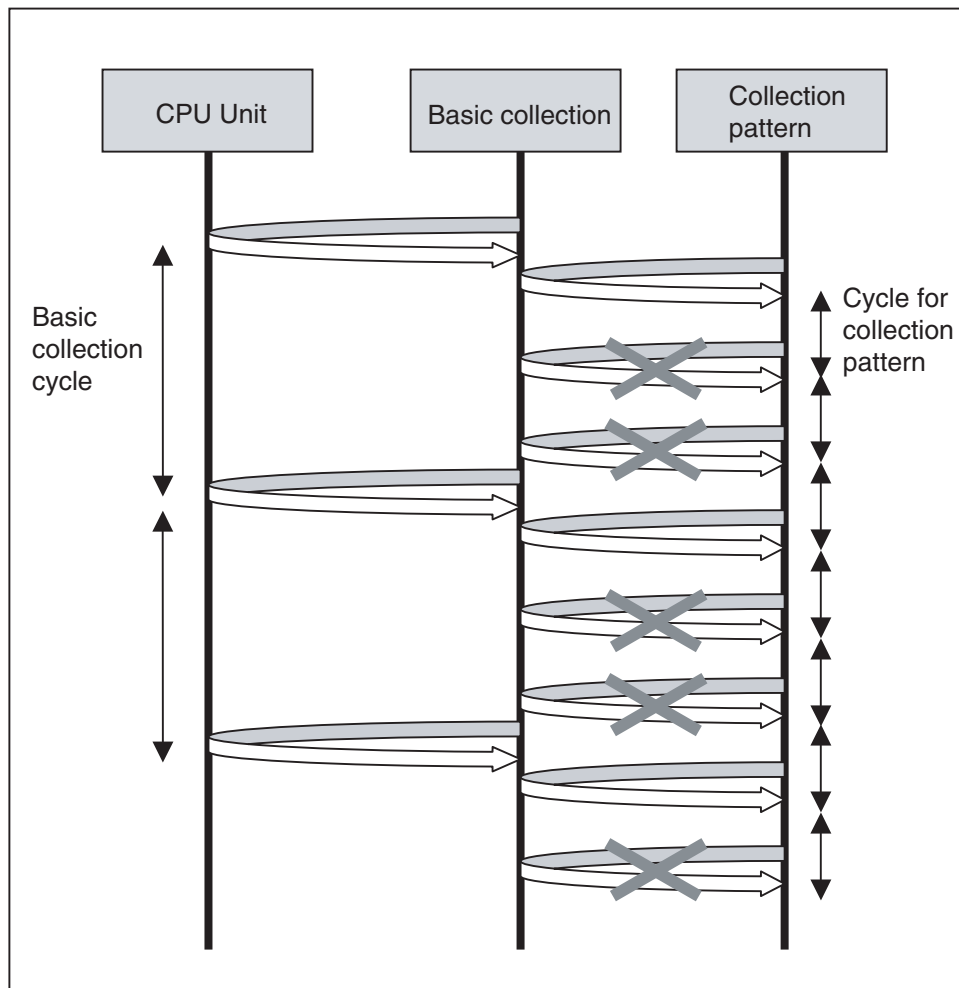 CPU Unit
Basic collection
Collection
pattern
Basic
collection
cycle
Cycle for
collection
pattern